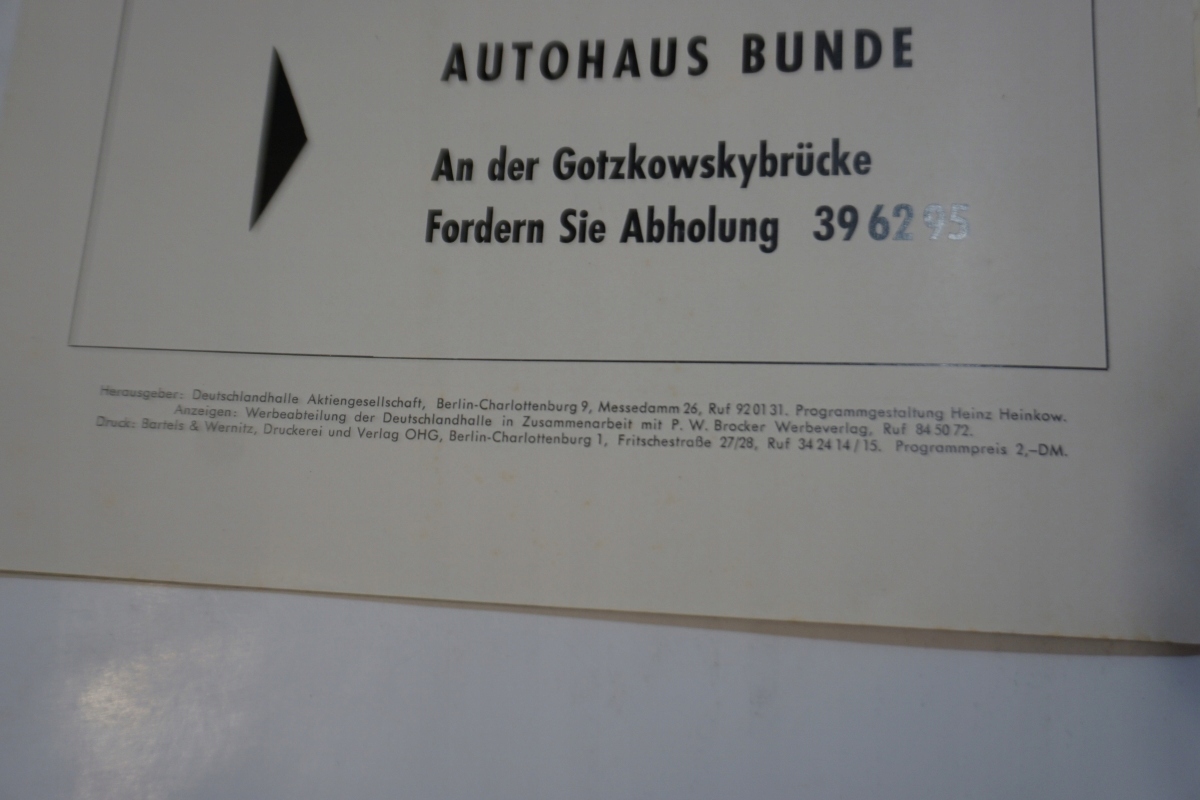 AUTOHAUS BUNDE
An der Gotzkowskybrücke
Fordern Sie Abholung 39 62 95
Herausgeber: Deutschlandhalle Aktiengesellschaft, Berlin-Charlottenburg 9, Messedamm 26, Ruf 92 01 31. Programmgestaltung Heinz Heinkow.
Anzeigen: Werbeabteilung der Deutschlandhalle in Zusammenarbeit mit P. W. Brocker Werbeverlag, Ruf 84 50 72.
Druck: Bartels & Wernitz, Druckerei und Verlag OHG, Berlin-Charlottenburg 1, Fritschestraße 27/28, Ruf 34 24 14 / 15. Programmpreis 2,–DM.